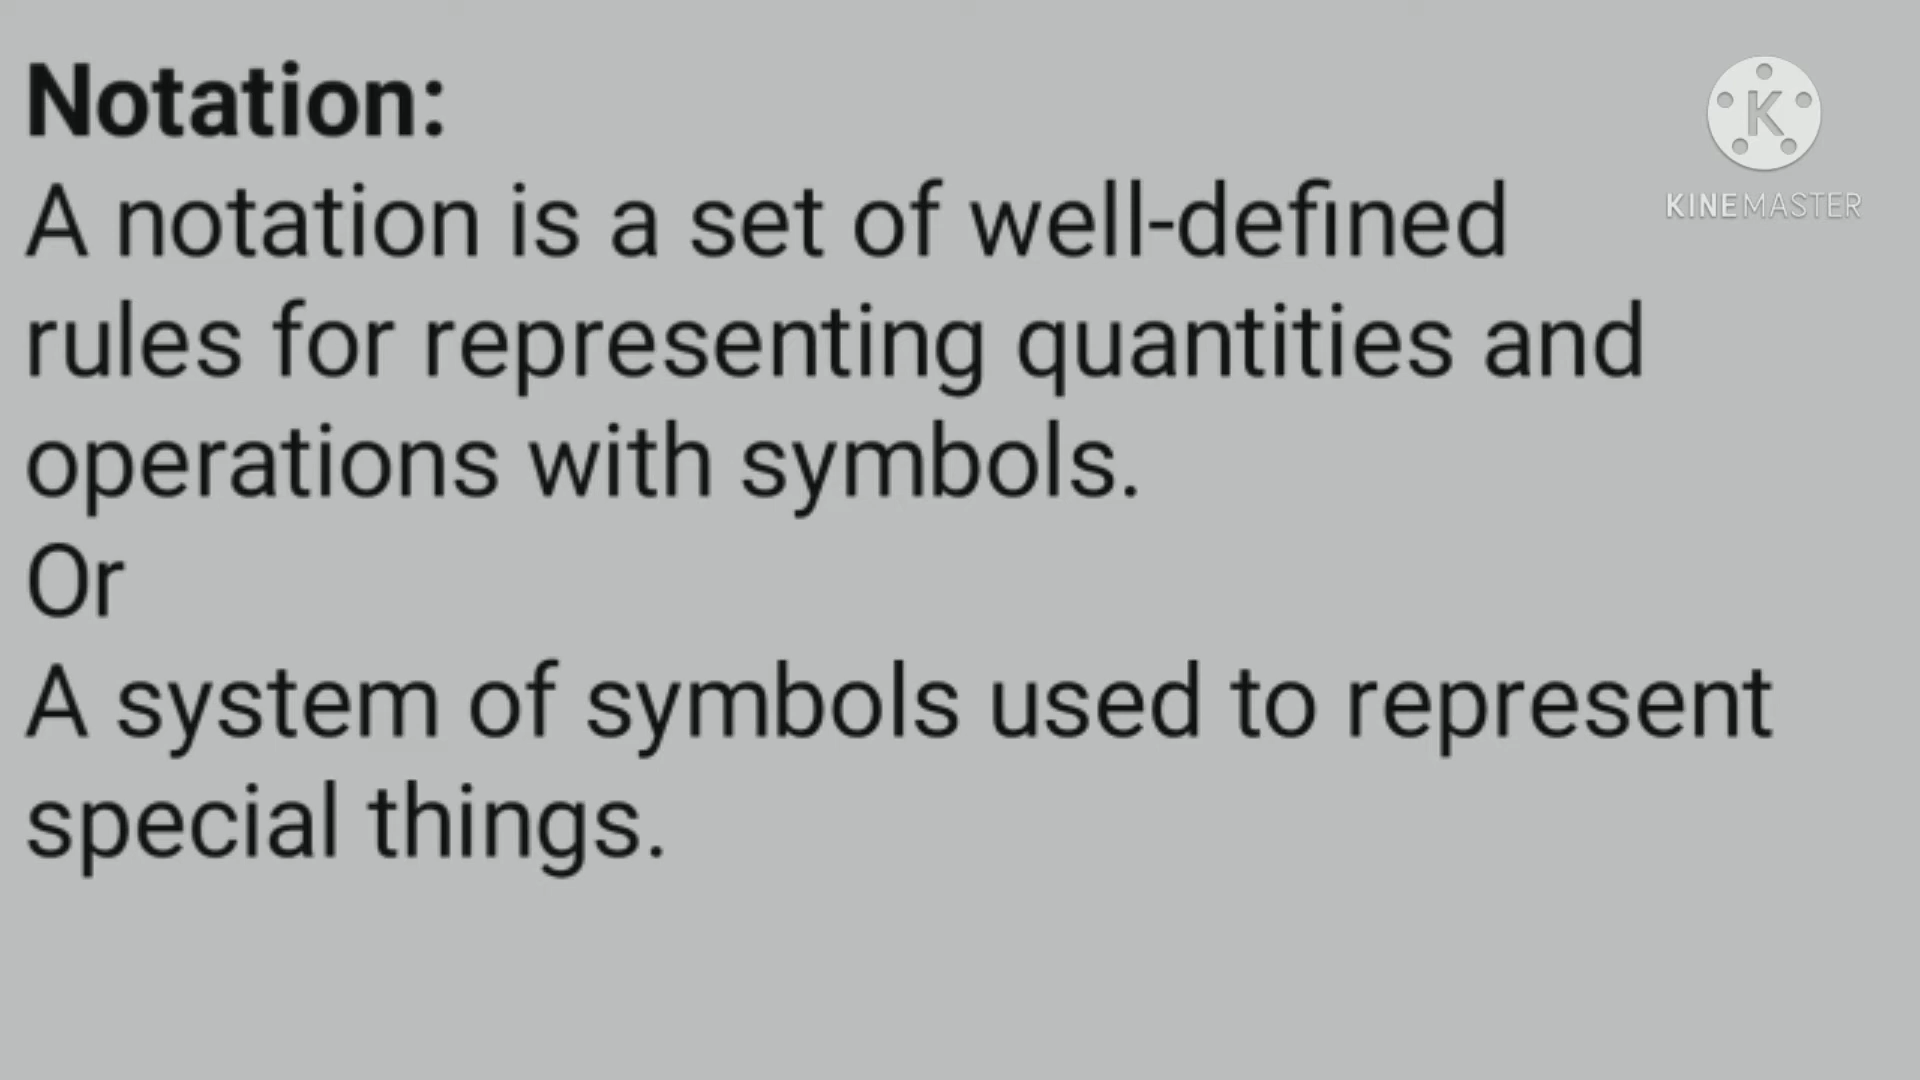 Notation:
A notation is a set of well-defined
rules for representing quantities and
operations with symbols.
Or
A system of symbols used to represent
special things.
K
KINEMASTER